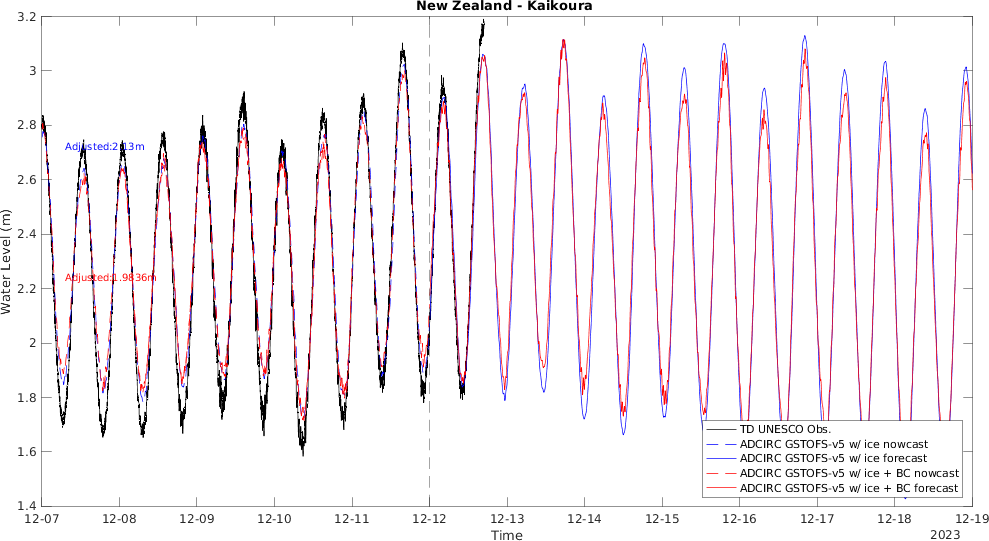 New Zealand - Kaikoura
Water Level (m)
3.2
3
2.8
2.6
2.4
2.2
2
1.8
1.6
1.4
Adjusted:2.13m
Adjusted:1.9836m
TD UNESCO Obs.
ADCIRC GSTOFS-v5 w/ ice nowcast
ADCIRC GSTOFS-v5 w/ ice forecast
ADCIRC GSTOFS-v5 w/ ice + BC nowcast
ADCIRC GSTOFS-v5 w/ ice + BC forecast
12-07 12-08 12-09 12-10 12-11 12-12 12-13 12-14 12-15 12-16 12-17 12-18 12-19
Time
2023